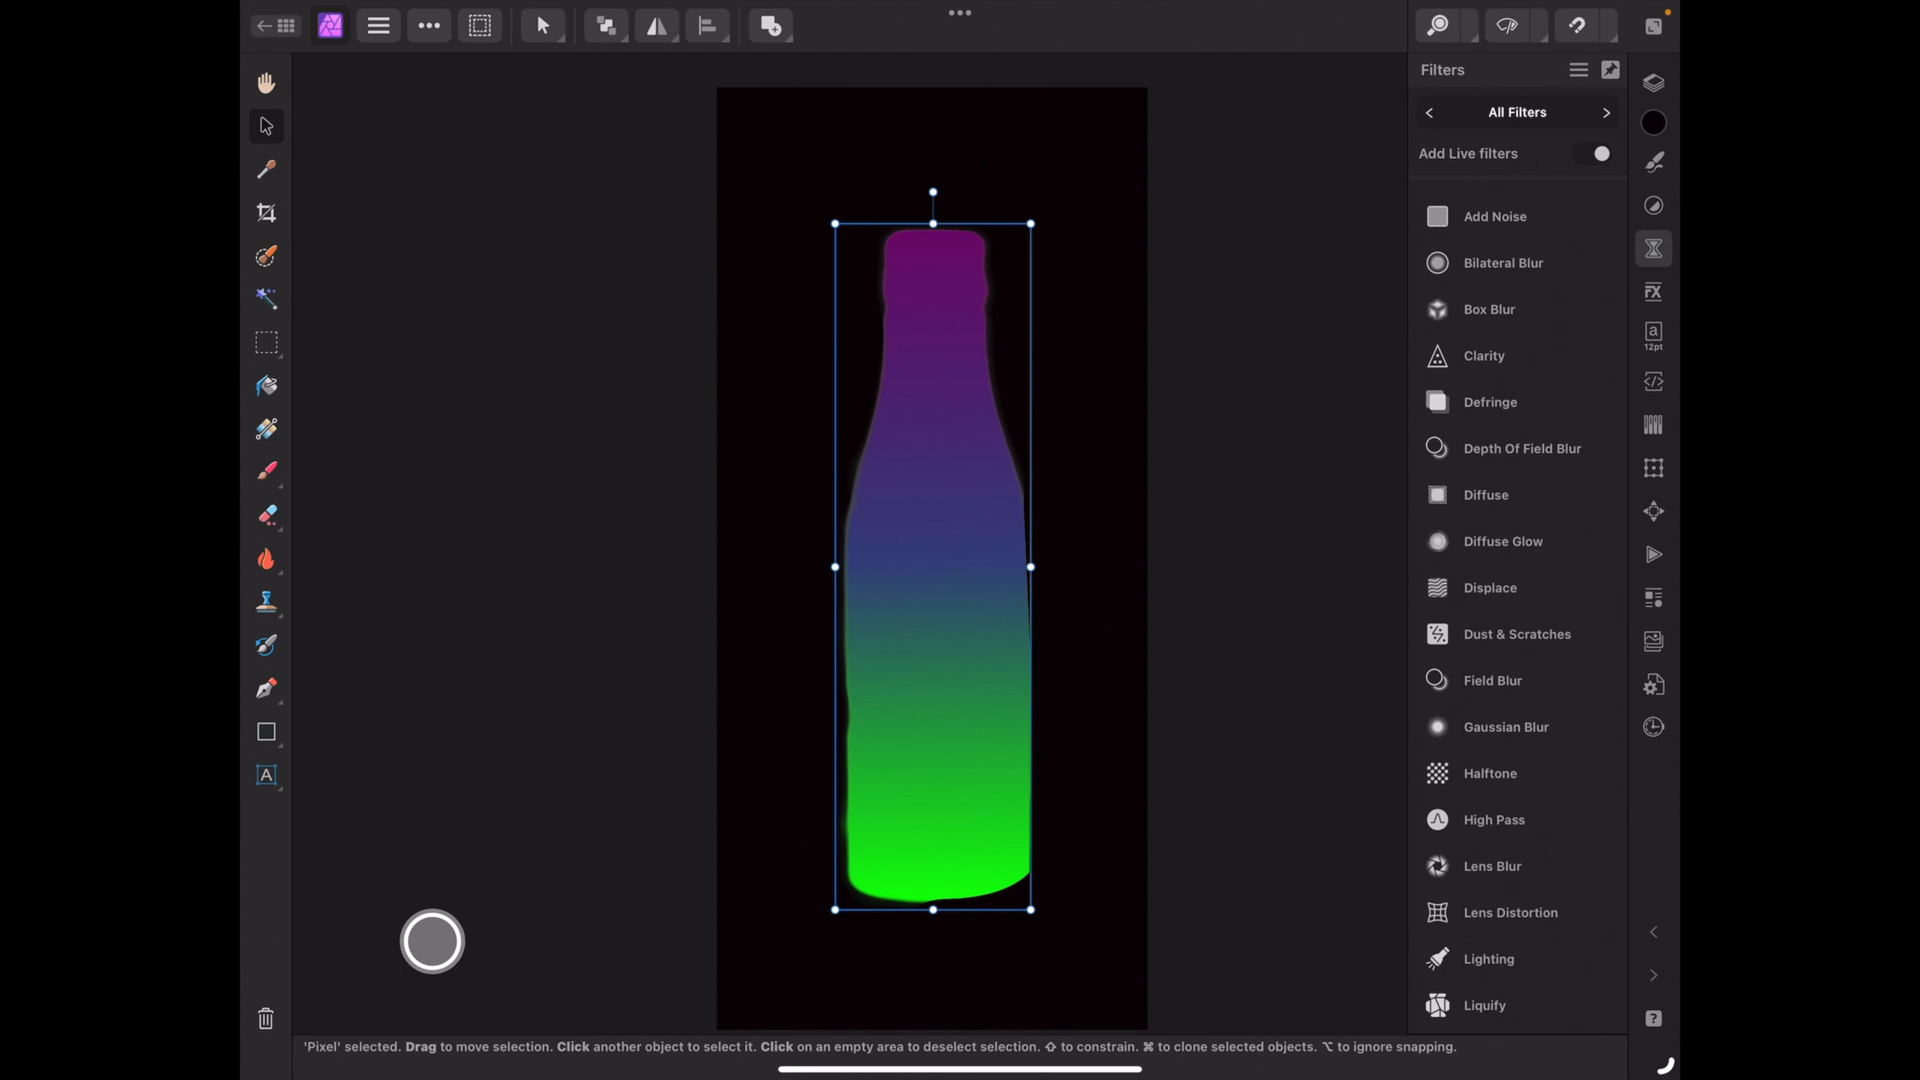 Filters
All Filters
Add Live filters
Add Noise
Bilateral Blur
Box Blur
Clarity
Defringe
Depth Of Field Blur
Diffuse
Diffuse Glow
Displace
Dust & Scratches
Field Blur
Gaussian Blur
Halftone
High Pass
Lens Blur
Lens Distortion
Lighting
Liquify
FX
a
12pt
A
?
'Pixel' selected. Drag to move selection. Click another object to select it. Click on an empty area to deselect selection. ⇧ to constrain. ⌘ to clone selected objects. ⌥ to ignore snapping.